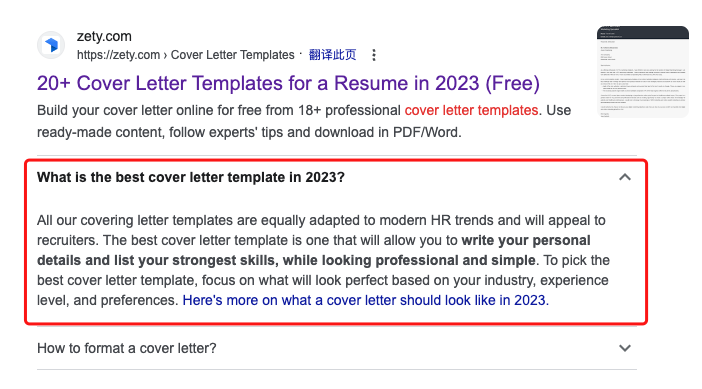 zety.com
https://zety.com › Cover Letter Templates · 翻译此页
20+ Cover Letter Templates for a Resume in 2023 (Free)
Build your cover letter online for free from 18+ professional cover letter templates. Use
ready-made content, follow experts' tips and download in PDF/Word.
What is the best cover letter template in 2023?
All our covering letter templates are equally adapted to modern HR trends and will appeal to
recruiters. The best cover letter template is one that will allow you to write your personal
details and list your strongest skills, while looking professional and simple. To pick the
best cover letter template, focus on what will look perfect based on your industry, experience
level, and preferences. Here's more on what a cover letter should look like in 2023.
How to format a cover letter?